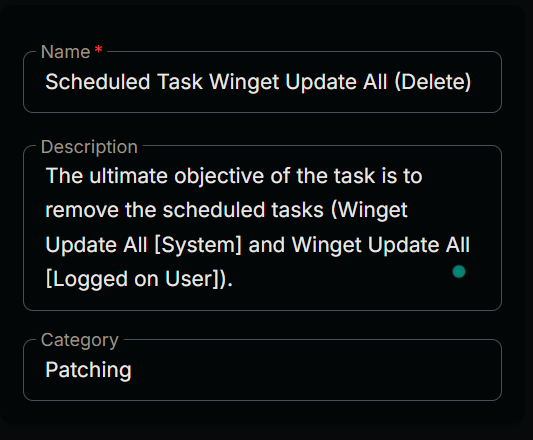 Name *
Scheduled Task Winget Update All (Delete)
Description
The ultimate objective of the task is to
remove the scheduled tasks (Winget
Update All [System] and Winget Update All
[Logged on User]).
Category
Patching